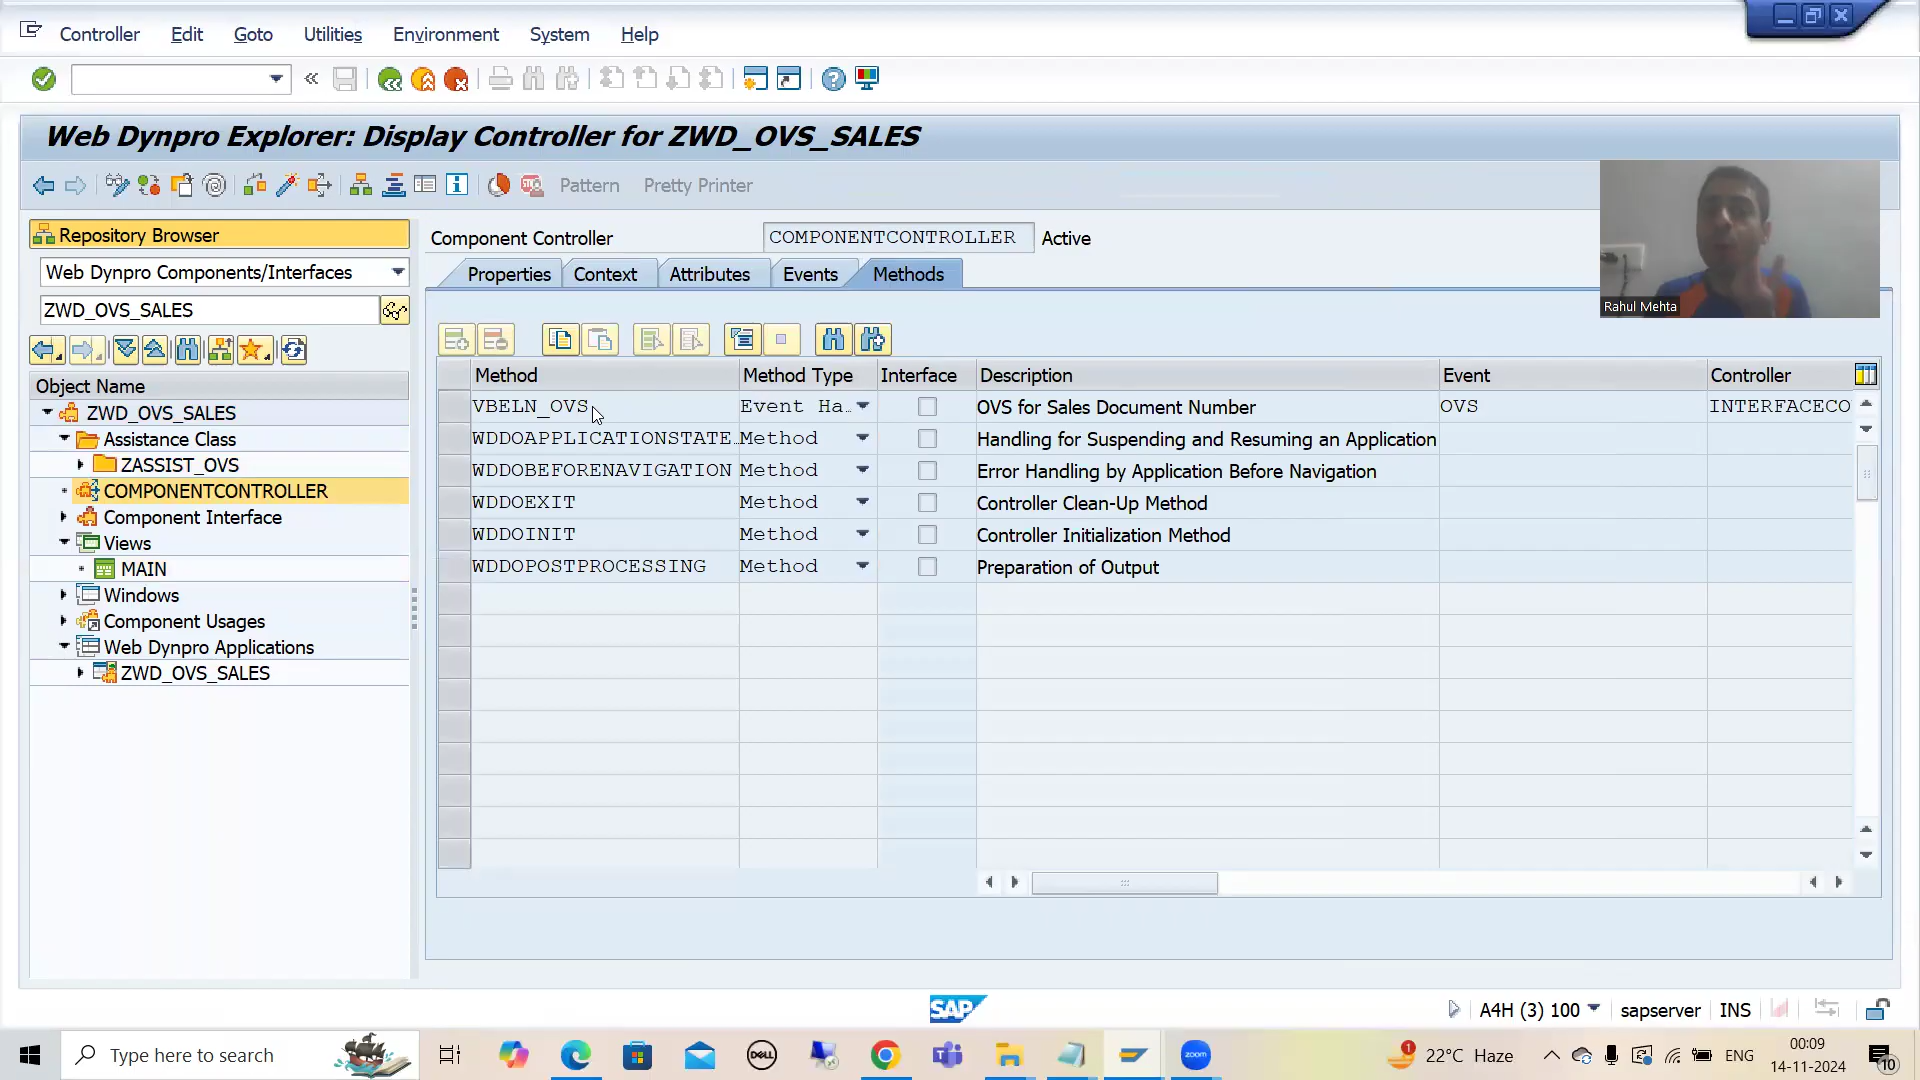 Controller Edit Goto Utilities Environment System Help
Web Dynpro Explorer: Display Controller for ZWD_OVS_SALES
Pattern Pretty Printer
Rahul Mehta
Repository Browser
Web Dynpro Components/Interfaces
ZWD_OVS_SALES
Object Name
ZWD_OVS_SALES
Assistance Class
ZASSIST_OVS
COMPONENTCONTROLLER
Component Interface
Views
MAIN
Windows
Component Usages
Web Dynpro Applications
ZWD_OVS_SALES
Component Controller COMPONENTCONTROLLER Active
Properties Context Attributes Events Methods
Method Method Type Interface Description Event Controller
VBELN_OVS Event Ha.. OVS for Sales Document Number OVS INTERFACECO
WDDOAPPLICATIONSTATE.. Method Handling for Suspending and Resuming an Application
WDDOBEFORENAVIGATION Method Error Handling by Application Before Navigation
WDDOEXIT Method Controller Clean-Up Method
WDDOINIT Method Controller Initialization Method
WDDOPOSTPROCESSING Method Preparation of Output
SAP A4H (3) 100 sapserver INS
Type here to search
DELL
zoom
1
22°C Haze
ENG
00:09
14-11-2024
10